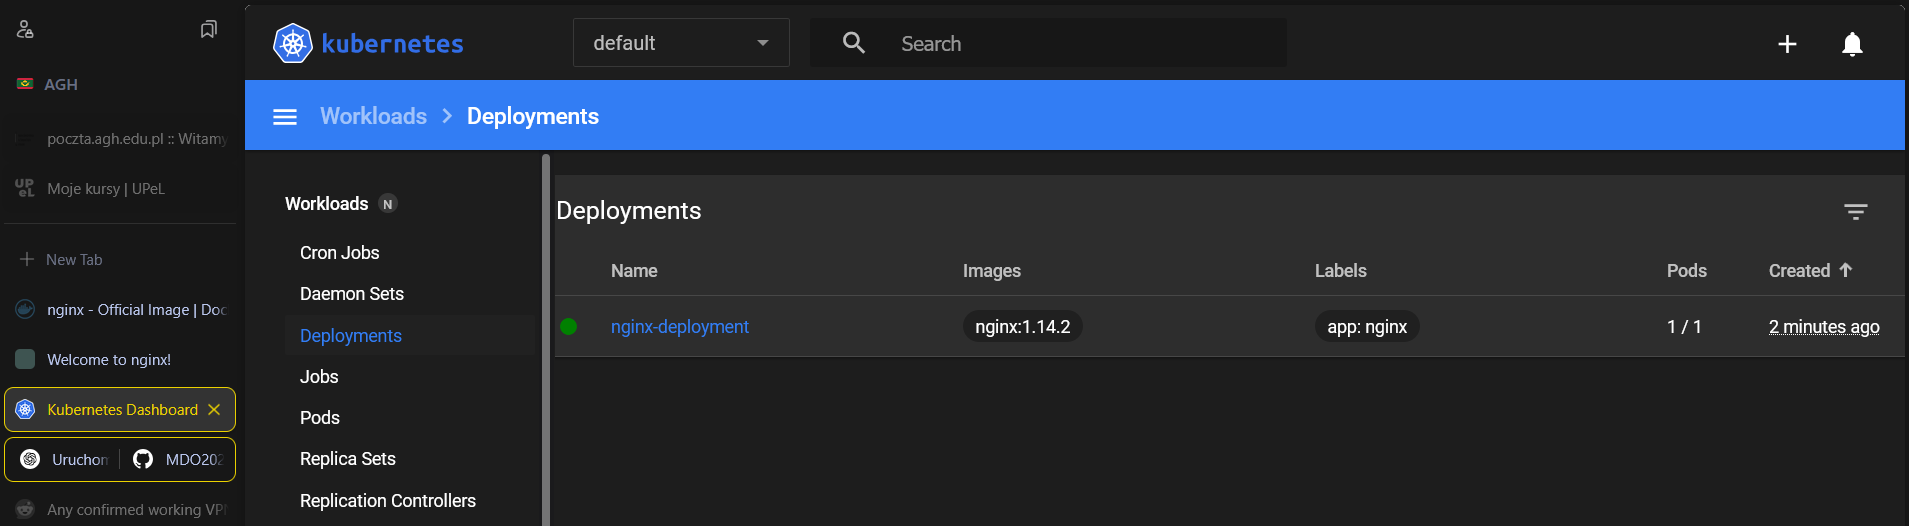 AGH
poczta.agh.edu.pl :: Witamy
Moje kursy | UPeL
New Tab
nginx - Official Image | Doc
Welcome to nginx!
Kubernetes Dashboard
Uruchom
MDO202
Any confirmed working VPN
kubernetes
default
Search
Workloads > Deployments
Workloads N
Cron Jobs
Daemon Sets
Deployments
Jobs
Pods
Replica Sets
Replication Controllers
Deployments
Name Images Labels Pods Created
nginx-deployment nginx:1.14.2 app: nginx 1 / 1 2 minutes ago